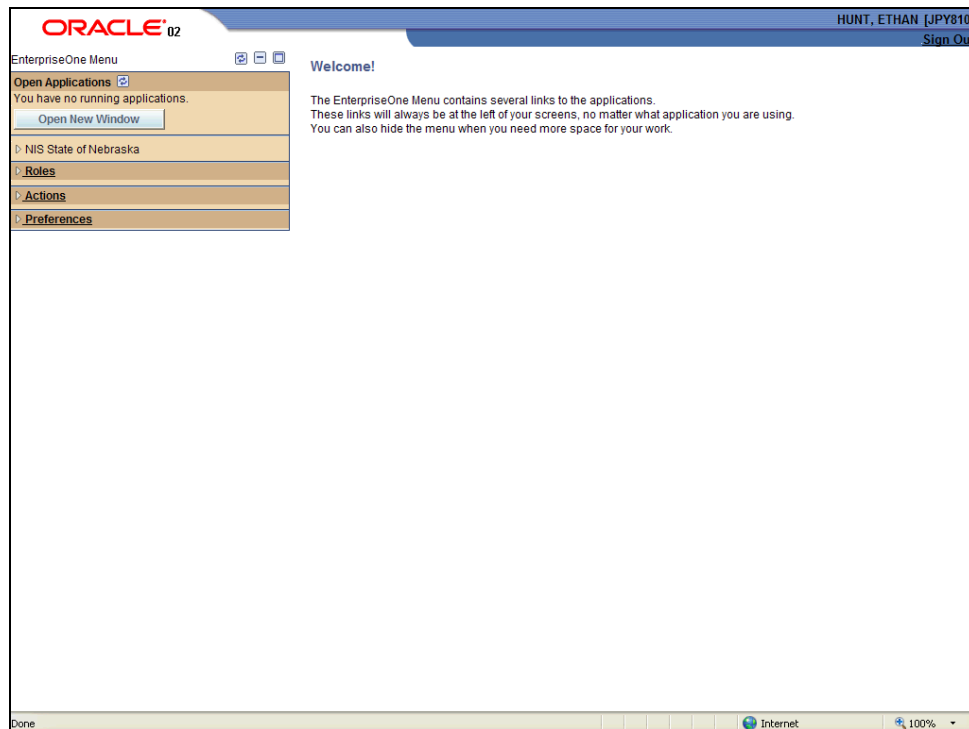 ORACLE 02
HUNT, ETHAN [JPY810
Sign Ou
EnterpriseOne Menu
Open Applications
You have no running applications.
Open New Window
NIS State of Nebraska
Roles
Actions
Preferences
Welcome!
The EnterpriseOne Menu contains several links to the applications.
These links will always be at the left of your screens, no matter what application you are using.
You can also hide the menu when you need more space for your work.
Done
Internet
100%